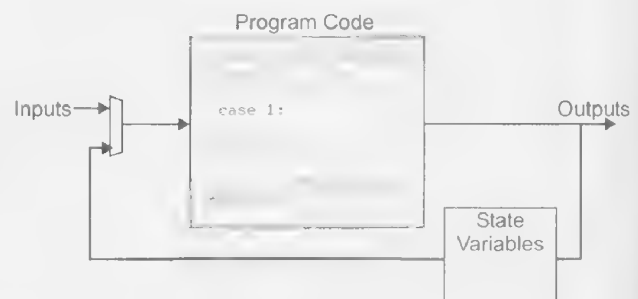 Program Code
Inputs
case 1:
Outputs
State
Variables